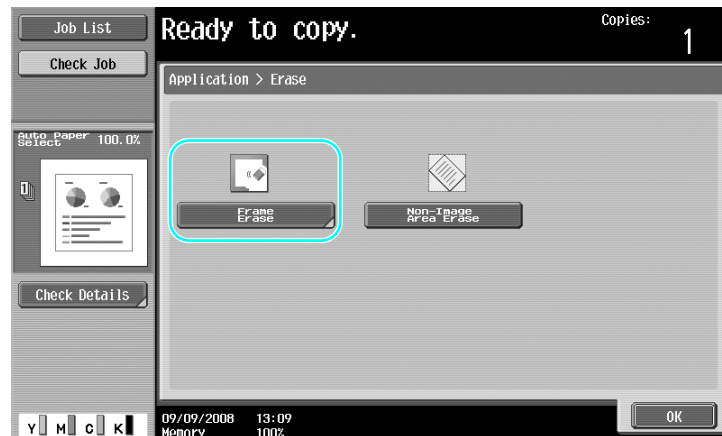 Job List
Ready to copy.
Copies:
1
Check Job
Application > Erase
Auto Paper
Select
100.0%
1
Frame
Erase
Non-Image
Area Erase
Check Details
OK
Y M C K
09/09/2008 13:09
Memory 100%